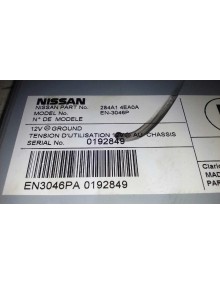 NISSAN
NISSAN PART No. 284A1 4EA0A
MODEL No. EN-3046P
N° DE MODELE
12V ⎓ GROUND
TENSION D'UTILISATION AU CHASSIS
SERIAL No. 0192849
EN3046PA 0192849
Clari
MAD
PAR